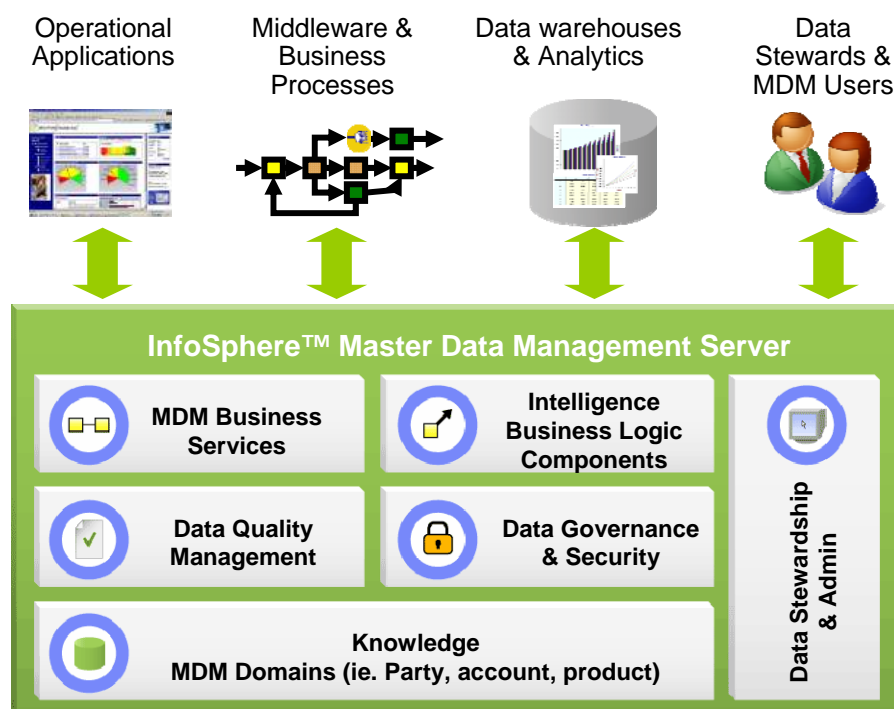 Operational
Applications
Middleware &
Business
Processes
Data warehouses
& Analytics
Data
Stewards &
MDM Users
InfoSphere™ Master Data Management Server
MDM Business
Services
Intelligence
Business Logic
Components
Data Quality
Management
Data Governance
& Security
Knowledge
MDM Domains (ie. Party, account, product)
Data Stewardship
& Admin